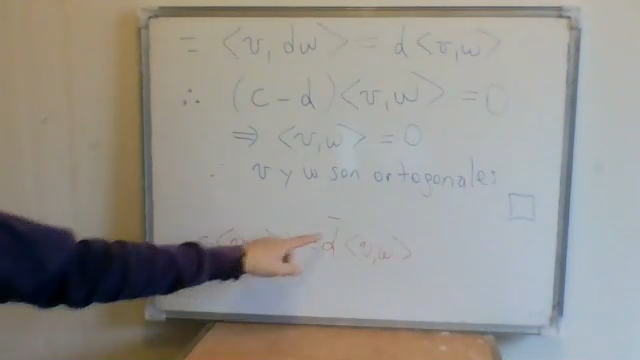 = <v, dw> = d<v,w>
∴ (c-d)<v,w> = 0
⇒ <v,w> = 0
∴ v y w son ortogonales
□
d̄ <v,w>